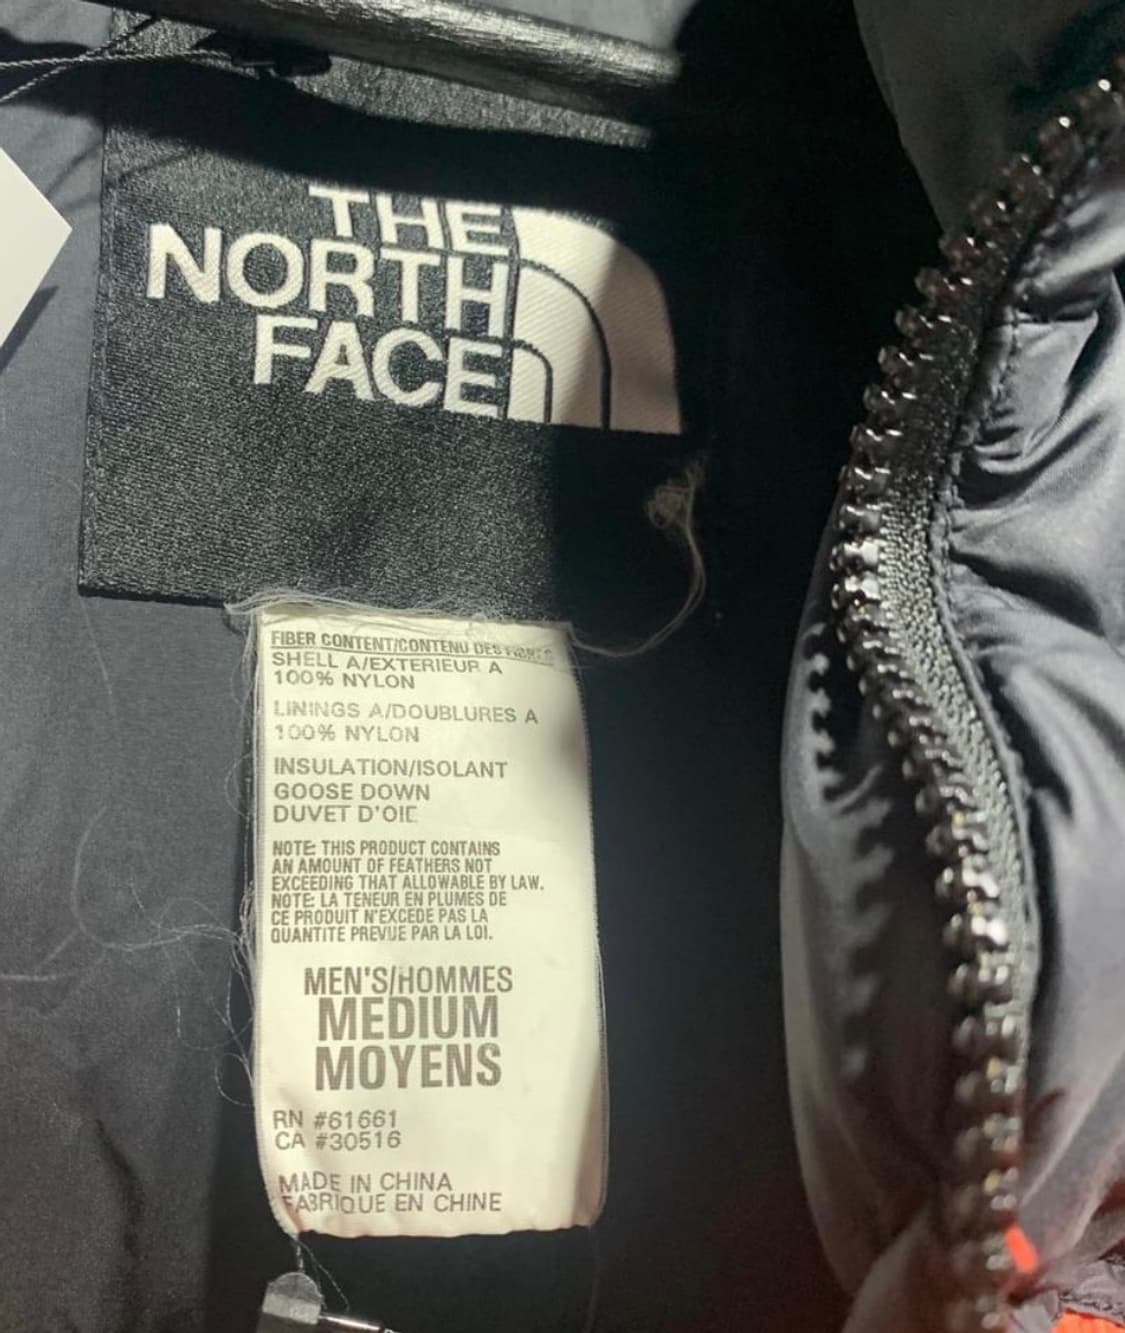 THE
NORTH
FACE
FIBER CONTENT/CONTENU DES FIBRES
SHELL A/EXTERIEUR A
100% NYLON
LININGS A/DOUBLURES A
100% NYLON
INSULATION/ISOLANT
GOOSE DOWN
DUVET D'OIE
NOTE: THIS PRODUCT CONTAINS
AN AMOUNT OF FEATHERS NOT
EXCEEDING THAT ALLOWABLE BY LAW.
NOTE: LA TENEUR EN PLUMES DE
CE PRODUIT N'EXCEDE PAS LA
QUANTITE PREVUE PAR LA LOI.
MEN'S/HOMMES
MEDIUM
MOYENS
RN #61661
CA #30516
MADE IN CHINA
FABRIQUE EN CHINE